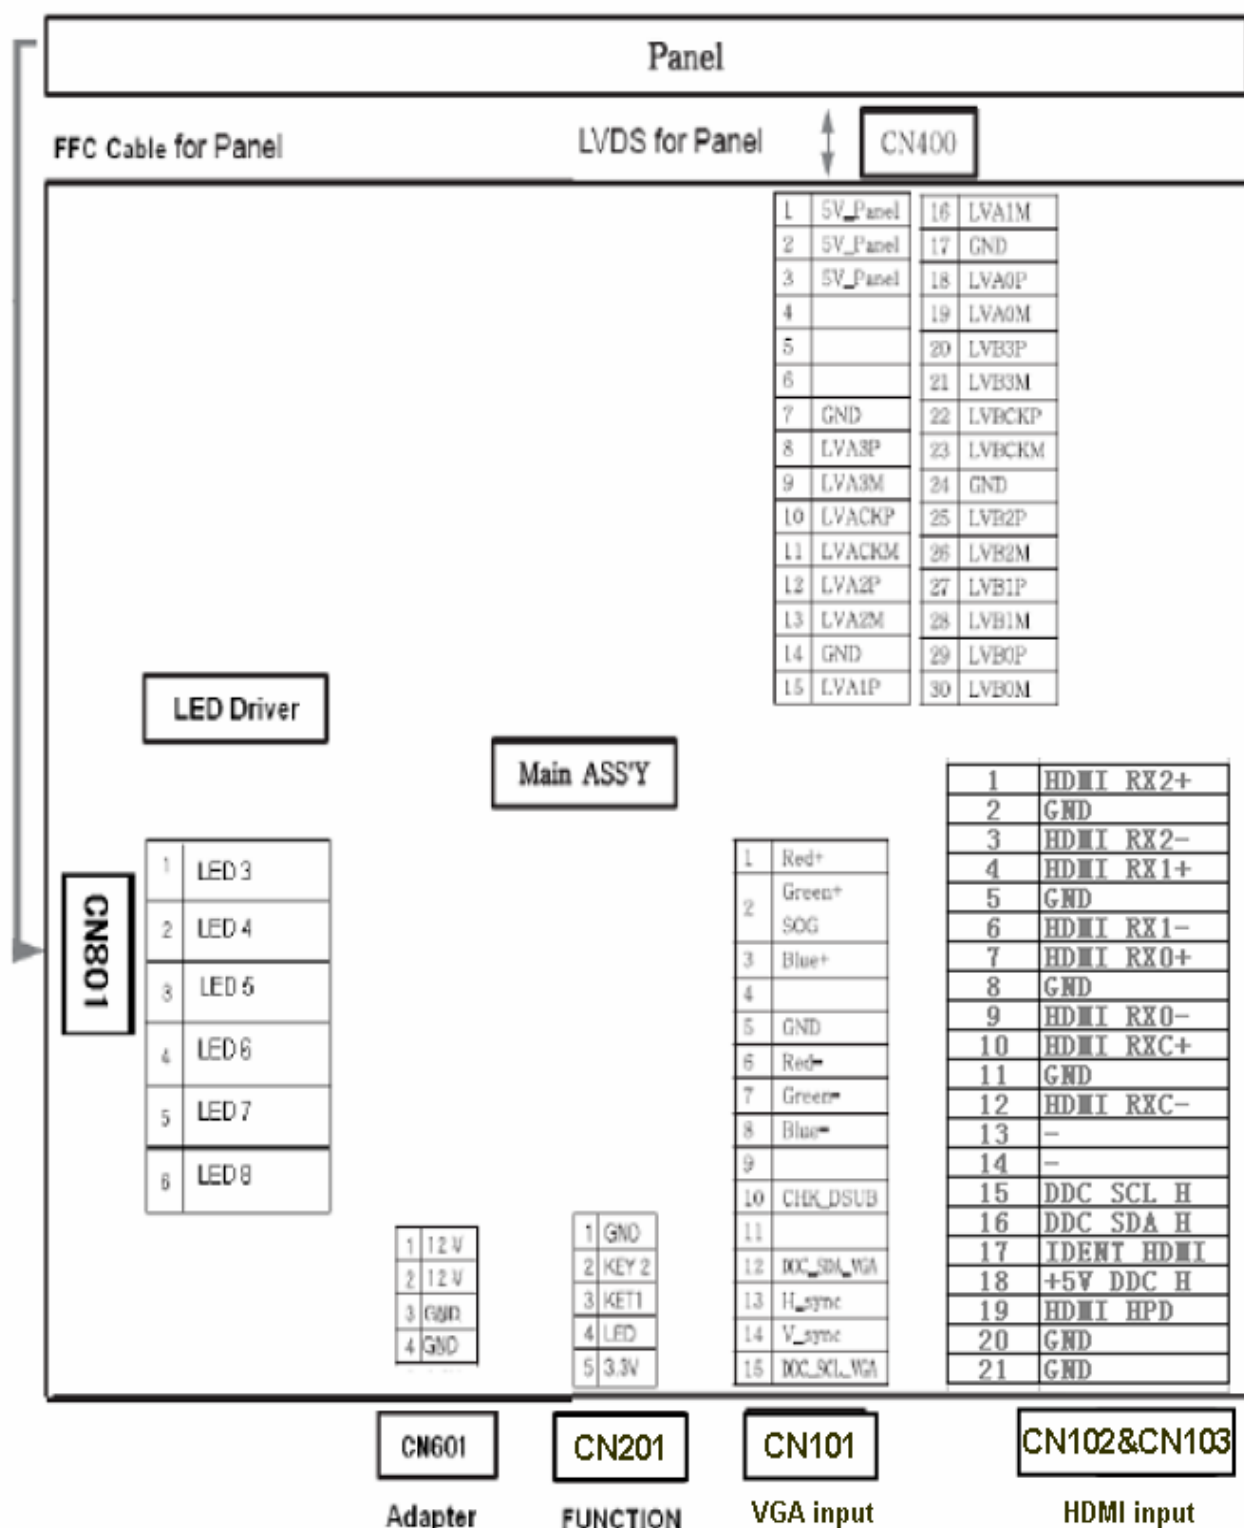 Panel
FFC Cable for Panel
LVDS for Panel
CN400
1 5V_Panel
2 5V_Panel
3 5V_Panel
4
5
6
7 GND
8 LVA3P
9 LVA3M
10 LVACKP
11 LVACKM
12 LVA2P
13 LVA2M
14 GND
15 LVA1P
16 LVA1M
17 GND
18 LVA0P
19 LVA0M
20 LVB3P
21 LVB3M
22 LVBCKP
23 LVBCKM
24 GND
25 LVB2P
26 LVB2M
27 LVB1P
28 LVB1M
29 LVB0P
30 LVB0M
LED Driver
Main ASS'Y
CN801
1 LED 3
2 LED 4
3 LED 5
4 LED 6
5 LED 7
6 LED 8
1 12V
2 12V
3 GND
4 GND
1 GND
2 KEY 2
3 KET1
4 LED
5 3.3V
1 Red+
2 Green+
SOG
3 Blue+
4
5 GND
6 Red-
7 Green-
8 Blue-
9
10 CHK_DSUB
11
12 DOC_SDA_VGA
13 H_sync
14 V_sync
15 DOC_SCL_VGA
1 HDMI RX2+
2 GND
3 HDMI RX2-
4 HDMI RX1+
5 GND
6 HDMI RX1-
7 HDMI RX0+
8 GND
9 HDMI RX0-
10 HDMI RXC+
11 GND
12 HDMI RXC-
13 -
14 -
15 DDC SCL H
16 DDC SDA H
17 IDENT HDMI
18 +5V DDC H
19 HDMI HPD
20 GND
21 GND
CN601
CN201
CN101
CN102&CN103
Adapter
FUNCTION
VGA input
HDMI input